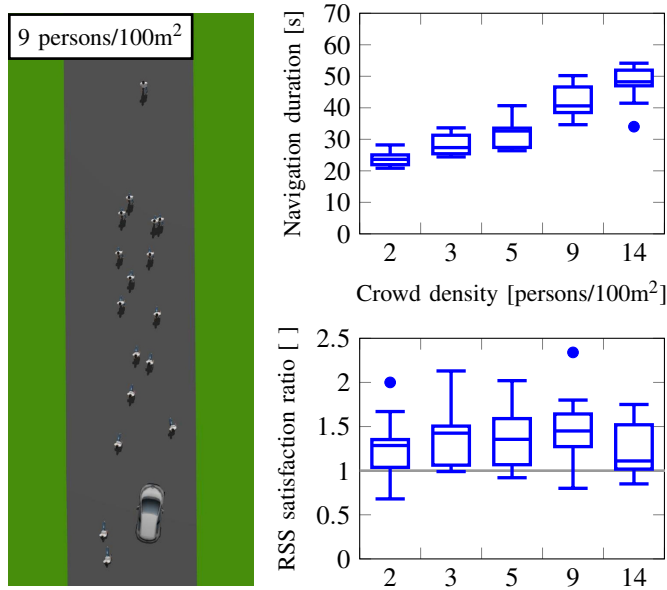 9 persons/100m²
Navigation duration [s]
70
60
50
40
30
20
10
0
2 3 5 9 14
Crowd density [persons/100m²]
RSS satisfaction ratio [ ]
2.5
2
1.5
1
0.5
0
2 3 5 9 14